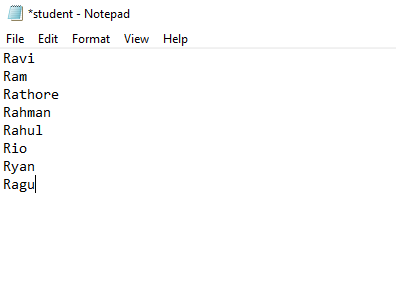 *student - Notepad
File Edit Format View Help
Ravi
Ram
Rathore
Rahman
Rahul
Rio
Ryan
Ragu